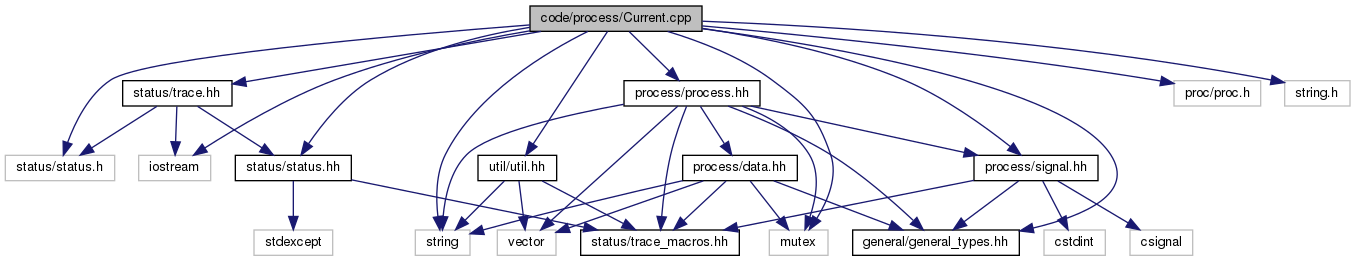 code/process/Current.cpp
status/trace.hh
process/process.hh
proc/proc.h
string.h
status/status.h
iostream
status/status.hh
util/util.hh
process/data.hh
process/signal.hh
stdexcept
string
vector
status/trace_macros.hh
mutex
general/general_types.hh
cstdint
csignal